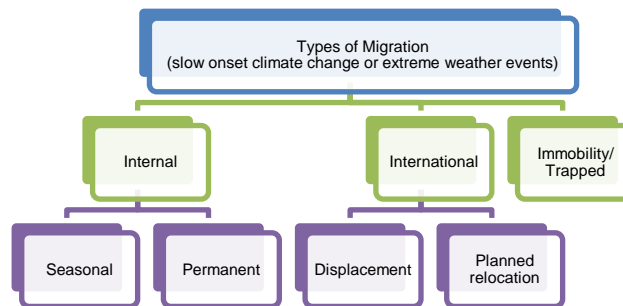 Types of Migration
(slow onset climate change or extreme weather events)
Internal
International
Immobility/
Trapped
Seasonal
Permanent
Displacement
Planned
relocation